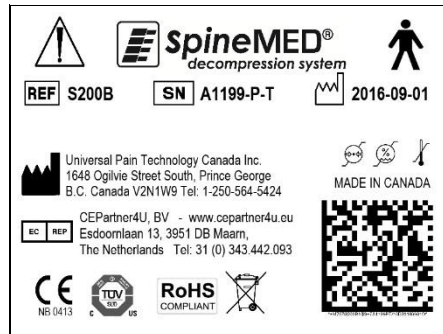 SpineMED®
decompression system
REF S200B SN A1199-P-T 2016-09-01
Universal Pain Technology Canada Inc.
1648 Ogilvie Street South, Prince George
B.C. Canada V2N1W9 Tel: 1-250-564-5424
MADE IN CANADA
EC REP
CEPartner4U, BV - www.cepartner4u.eu
Esdoornlaan 13, 3951 DB Maarn,
The Netherlands Tel: 31 (0) 343.442.093
CE
NB 0413
TÜV
SÜD
C US
RoHS
COMPLIANT